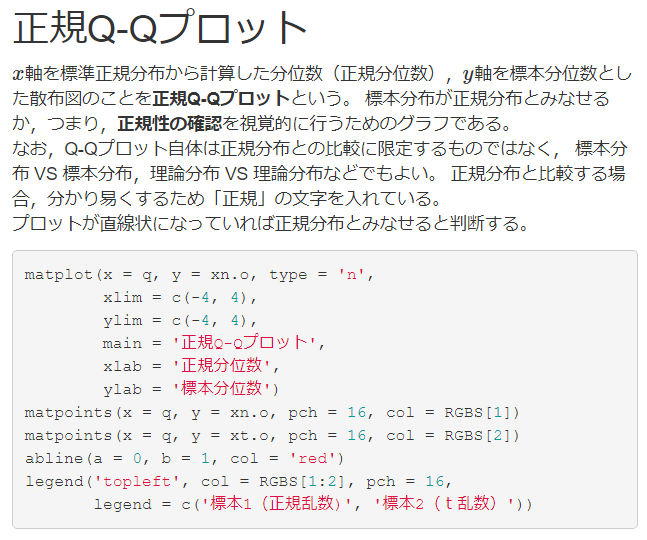 正規Q-Qプロット
x軸を標準正規分布から計算した分位数（正規分位数），y軸を標本分位数とし
た散布図のことを正規Q-Qプロットという。 標本分布が正規分布とみなせる
か，つまり，正規性の確認を視覚的に行うためのグラフである。
なお，Q-Qプロット自体は正規分布との比較に限定するものではなく， 標本分
布 VS 標本分布，理論分布 VS 理論分布などでもよい。 正規分布と比較する場
合，分かり易くするため「正規」の文字を入れている。
プロットが直線状になっていれば正規分布とみなせると判断する。
matplot(x = q, y = xn.o, type = 'n',
        xlim = c(-4, 4),
        ylim = c(-4, 4),
        main = '正規Q-Qプロット',
        xlab = '正規分位数',
        ylab = '標本分位数')
matpoints(x = q, y = xn.o, pch = 16, col = RGBS[1])
matpoints(x = q, y = xt.o, pch = 16, col = RGBS[2])
abline(a = 0, b = 1, col = 'red')
legend('topleft', col = RGBS[1:2], pch = 16,
       legend = c('標本1（正規乱数)', '標本2（ｔ乱数）'))